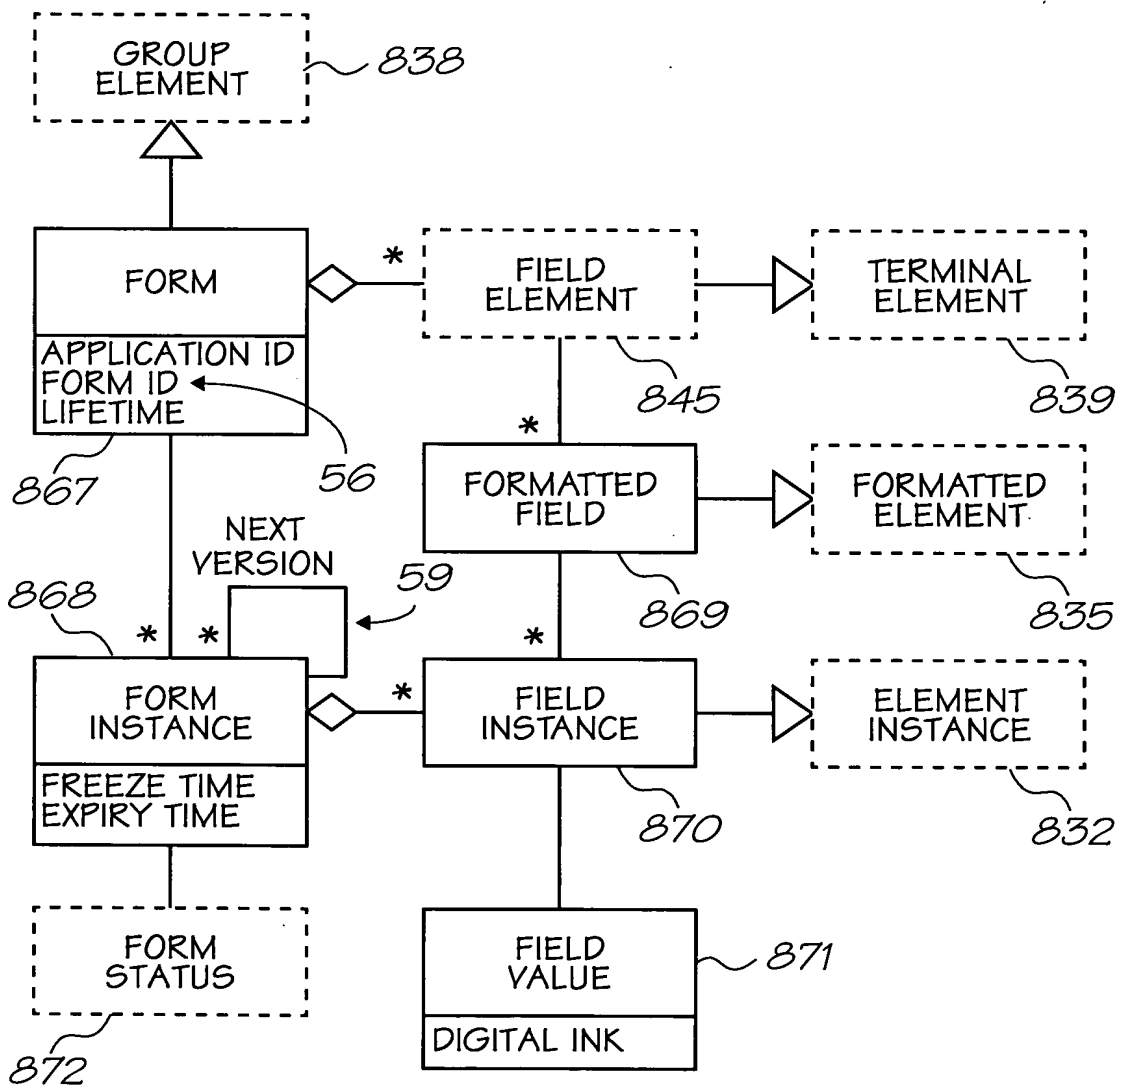 GROUP
ELEMENT
838
FORM
*
FIELD
ELEMENT
TERMINAL
ELEMENT
APPLICATION ID
FORM ID
LIFETIME
867
56
845
839
*
FORMATTED
FIELD
FORMATTED
ELEMENT
869
835
NEXT
VERSION
59
868
*
*
*
FORM
INSTANCE
*
FIELD
INSTANCE
ELEMENT
INSTANCE
FREEZE TIME
EXPIRY TIME
870
832
FORM
STATUS
872
FIELD
VALUE
871
DIGITAL INK